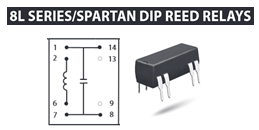 8L SERIES/SPARTAN DIP REED RELAYS
1 14
2 13
6 9
7 8